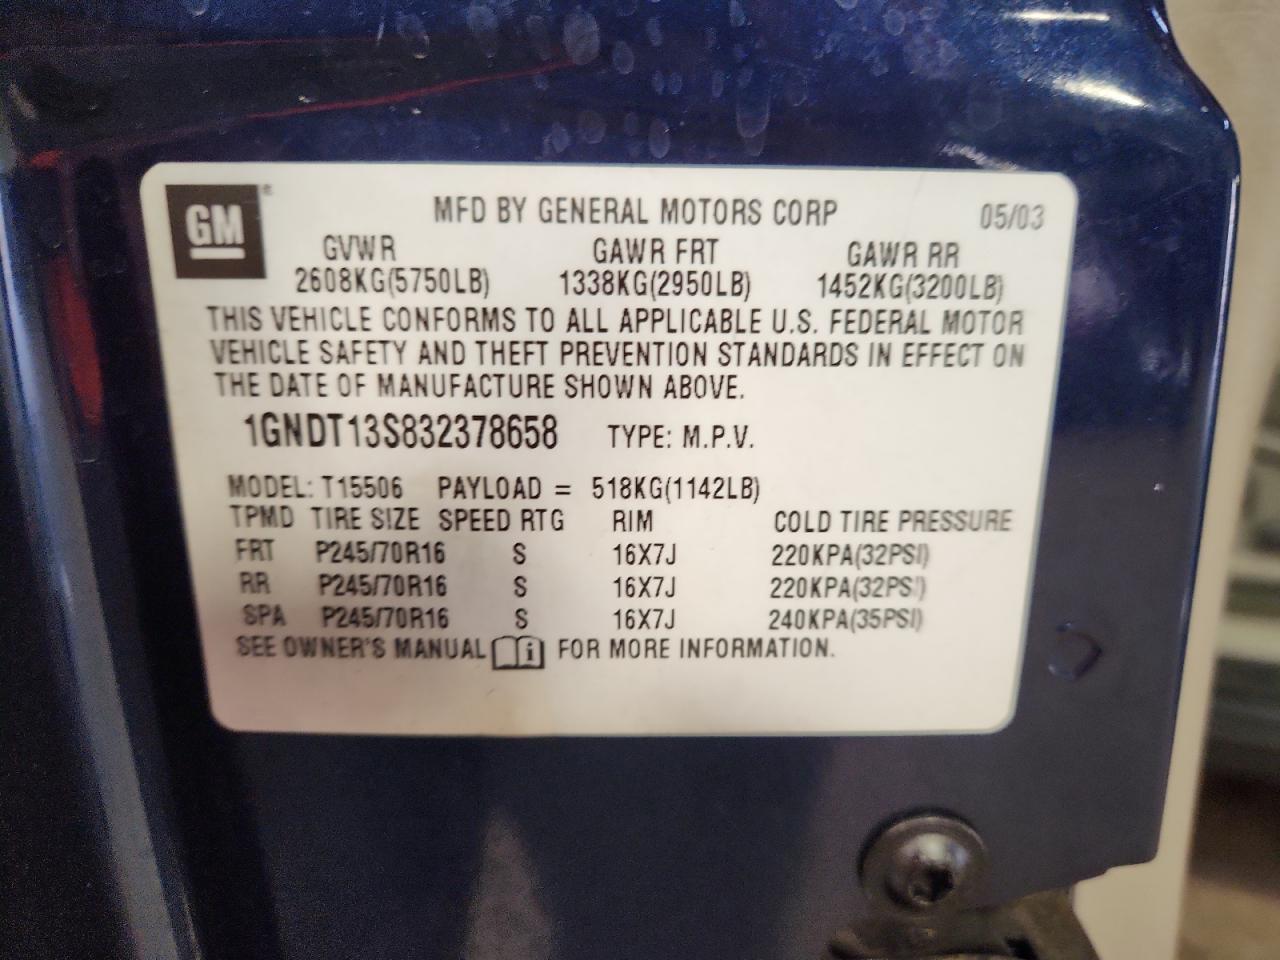 GM®
MFD BY GENERAL MOTORS CORP 05/03
GVWR GAWR FRT GAWR RR
2608KG(5750LB) 1338KG(2950LB) 1452KG(3200LB)
THIS VEHICLE CONFORMS TO ALL APPLICABLE U.S. FEDERAL MOTOR
VEHICLE SAFETY AND THEFT PREVENTION STANDARDS IN EFFECT ON
THE DATE OF MANUFACTURE SHOWN ABOVE.
1GNDT13S832378658 TYPE: M.P.V.
MODEL: T15506 PAYLOAD = 518KG(1142LB)
TPMD TIRE SIZE SPEED RTG RIM COLD TIRE PRESSURE
FRT P245/70R16 S 16X7J 220KPA(32PSI)
RR P245/70R16 S 16X7J 220KPA(32PSI)
SPA P245/70R16 S 16X7J 240KPA(35PSI)
SEE OWNER'S MANUAL i FOR MORE INFORMATION.